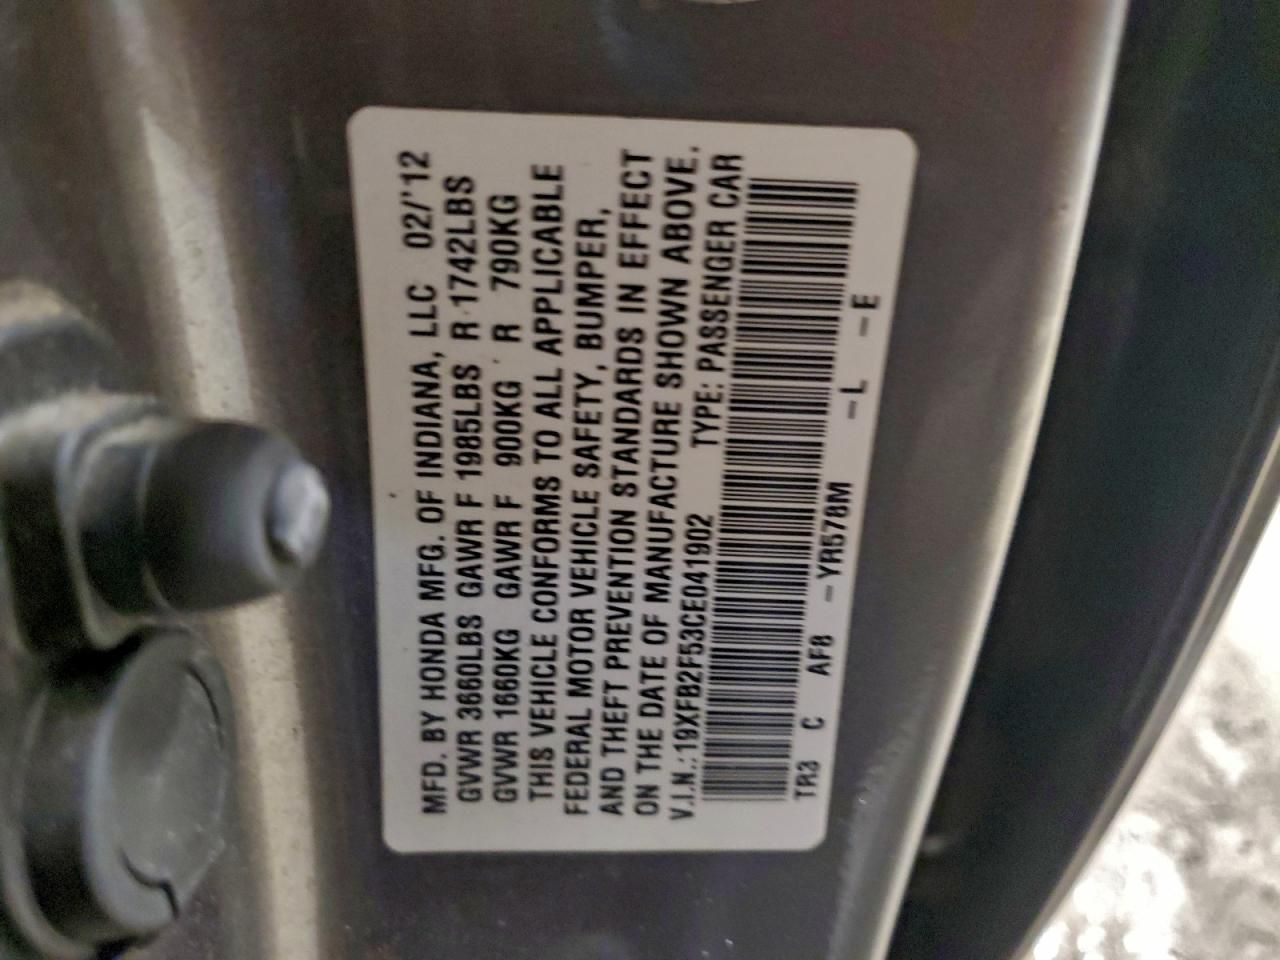 MFD. BY HONDA MFG. OF INDIANA, LLC 02/'12
GVWR 3660LBS GAWR F 1985LBS R 1742LBS
GVWR 1660KG GAWR F 900KG R 790KG
THIS VEHICLE CONFORMS TO ALL APPLICABLE
FEDERAL MOTOR VEHICLE SAFETY, BUMPER,
AND THEFT PREVENTION STANDARDS IN EFFECT
ON THE DATE OF MANUFACTURE SHOWN ABOVE.
V.I.N.:19XFB2F53CE041902 TYPE: PASSENGER CAR
TR3 C AF8 -YR578M -L -E